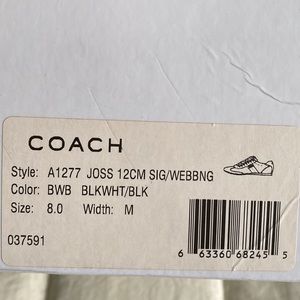 COACH
Style: A1277 JOSS 12CM SIG/WEBBNG
Color: BWB BLKWHT/BLK
Size: 8.0 Width: M
037591
6 63360 68245 5